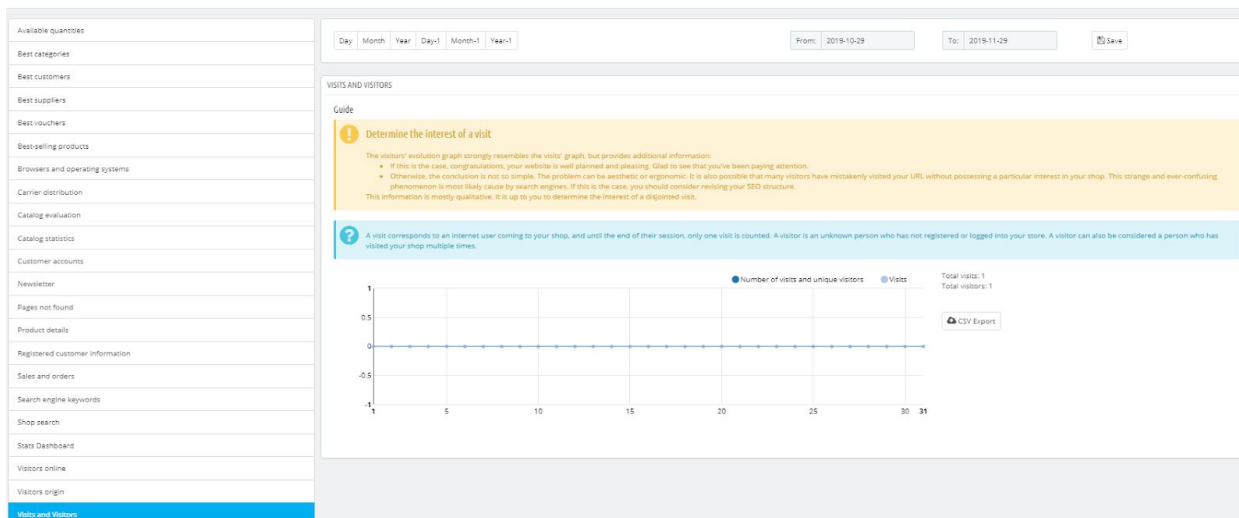 Available quantities
Best categories
Best customers
Best suppliers
Best vouchers
Best-selling products
Browsers and operating systems
Carrier distribution
Catalog evaluation
Catalog statistics
Customer accounts
Newsletter
Pages not found
Product details
Registered customer information
Sales and orders
Search engine keywords
Shop search
Stats Dashboard
Visitors online
Visitors origin
Visits and Visitors
Day Month Year Day-1 Month-1 Year-1
From: 2019-10-29 To: 2019-11-29 Save
VISITS AND VISITORS
Guide
Determine the interest of a visit
The visitors' evolution graph strongly resembles the visits' graph, but provides additional information:
• If this is the case, congratulations, your website is well planned and pleasing. Glad to see that you've been paying attention.
• Otherwise, the conclusion is not so simple. The problem can be aesthetic or ergonomic. It is also possible that many visitors have mistakenly visited your URL without possessing a particular interest in your shop. This strange and ever-confusing
phenomenon is most likely cause by search engines. If this is the case, you should consider revising your SEO structure.
This information is mostly qualitative. It is up to you to determine the interest of a disjointed visit.
A visit corresponds to an internet user coming to your shop, and until the end of their session, only one visit is counted. A visitor is an unknown person who has not registered or logged into your store. A visitor can also be considered a person who has
visited your shop multiple times.
Number of visits and unique visitors Visits
1
0.5
0
-0.5
-1
1 5 10 15 20 25 30 31
Total visits: 1
Total visitors: 1
CSV Export